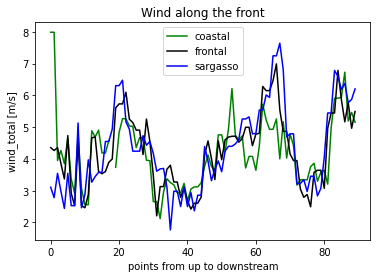 Wind along the front
coastal
frontal
sargasso
wind_total [m/s]
8
7
6
5
4
3
2
0
20
40
60
80
points from up to downstream